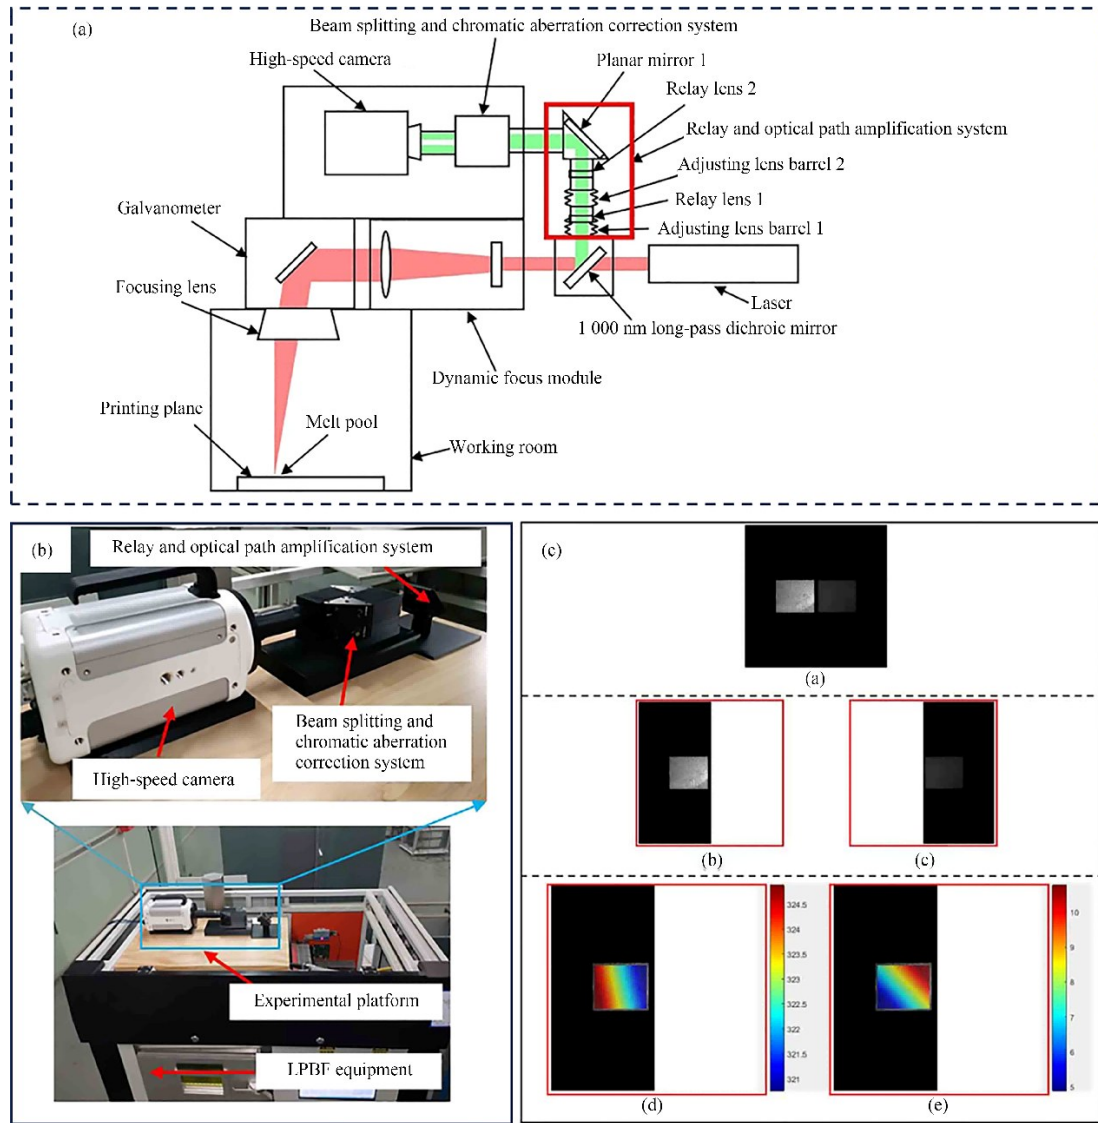 (a)
Beam splitting and chromatic aberration correction system
High-speed camera
Planar mirror 1
Relay lens 2
Relay and optical path amplification system
Adjusting lens barrel 2
Relay lens 1
Adjusting lens barrel 1
Galvanometer
Focusing lens
Laser
1 000 nm long-pass dichroic mirror
Dynamic focus module
Printing plane
Melt pool
Working room
(b)
Relay and optical path amplification system
Beam splitting and
chromatic aberration
correction system
High-speed camera
Experimental platform
LPBF equipment
(c)
(a)
(b)
(c)
324.5
324
323.5
323
322.5
322
321.5
321
(d)
10
9
8
7
6
5
(e)